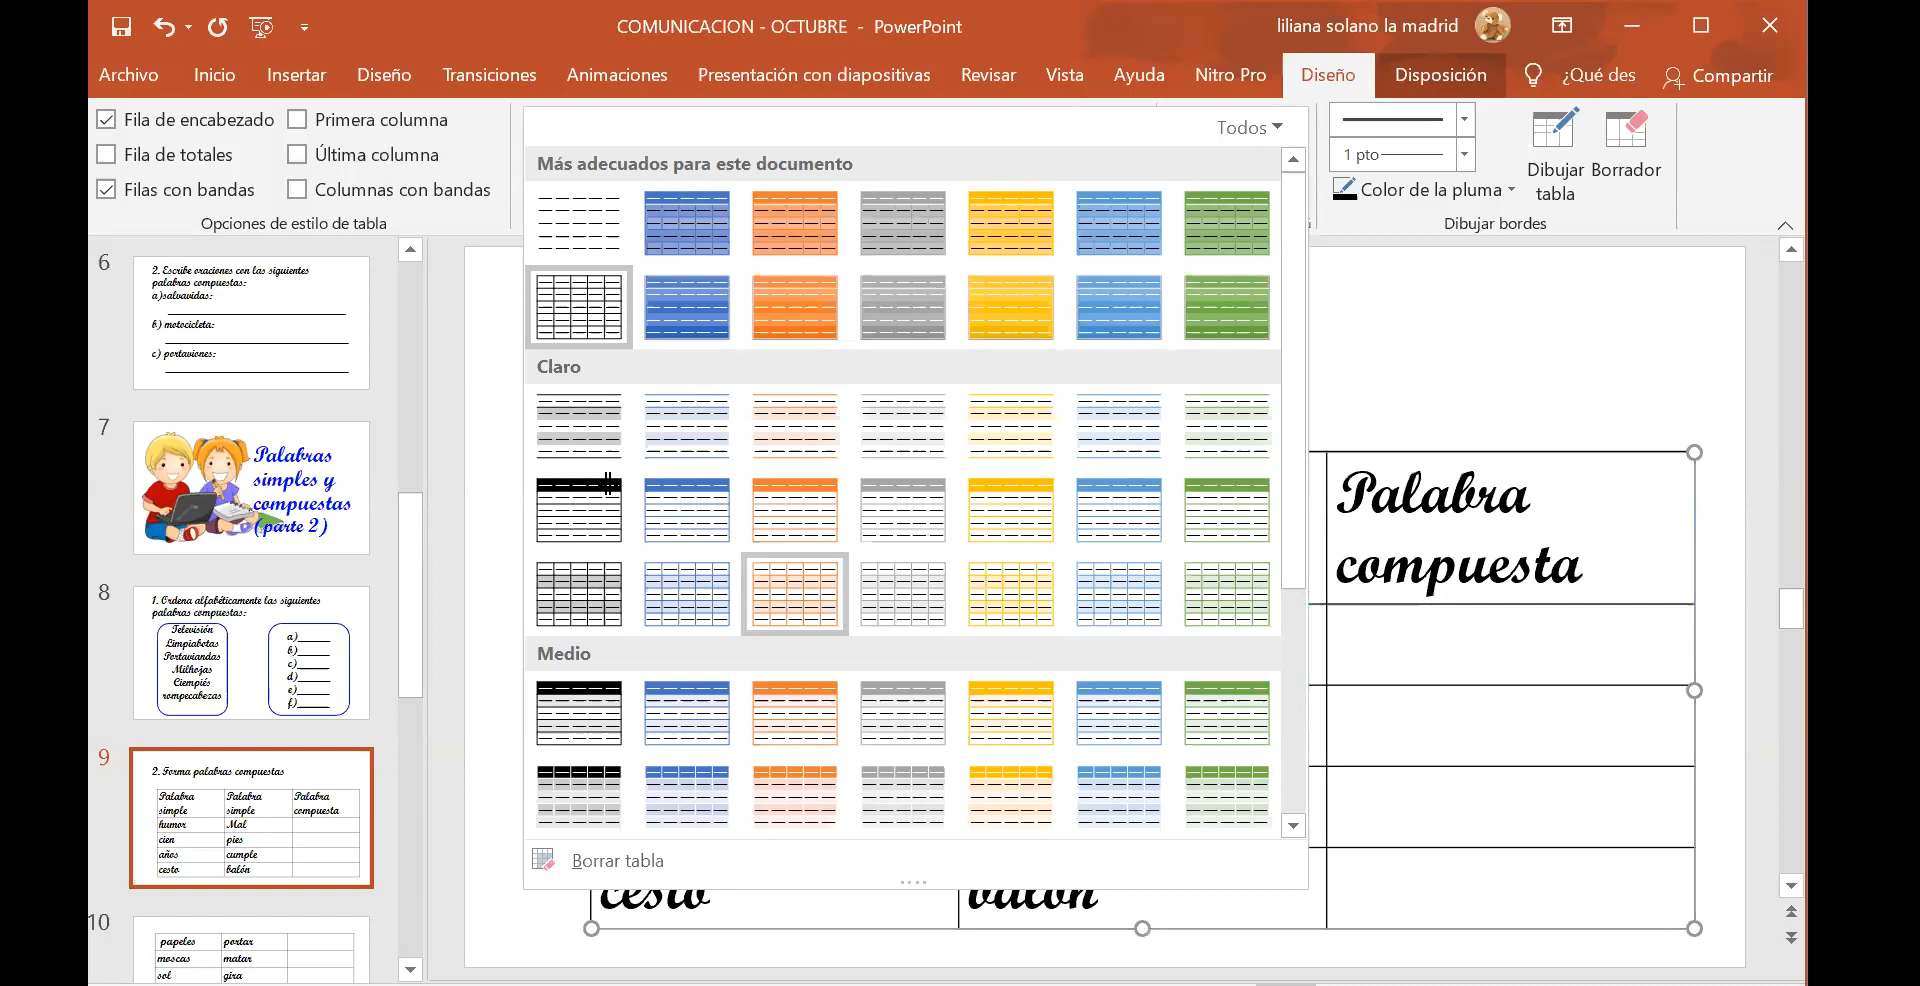 COMUNICACION - OCTUBRE - PowerPoint
liliana solano la madrid
Archivo
Inicio
Insertar
Diseño
Transiciones
Animaciones
Presentación con diapositivas
Revisar
Vista
Ayuda
Nitro Pro
Diseño
Disposición
¿Qué des
Compartir
Fila de encabezado
Primera columna
Fila de totales
Última columna
Filas con bandas
Columnas con bandas
Opciones de estilo de tabla
Todos
Más adecuados para este documento
Claro
Medio
Borrar tabla
1 pto
Color de la pluma
Dibujar tabla
Borrador
Dibujar bordes
6
2. Escribe oraciones con las siguientes
palabras compuestas:
a)salvavidas:
b) motocicleta:
c) portaviones:
7
Palabras
simples y
compuestas
(parte 2)
8
1. Ordena alfabéticamente las siguientes
palabras compuestas:
Televisión
Limpiabotas
Portaviandas
Milhojas
Ciempiés
rompecabezas
a)
b)
c)
d)
e)
f)
9
2. Forma palabras compuestas
Palabra simple
Palabra simple
Palabra compuesta
humor
Mal
cien
pies
años
cumple
cesto
balón
10
papeles
portar
moscas
matar
sol
gira
Palabra
compuesta
cesto
balón